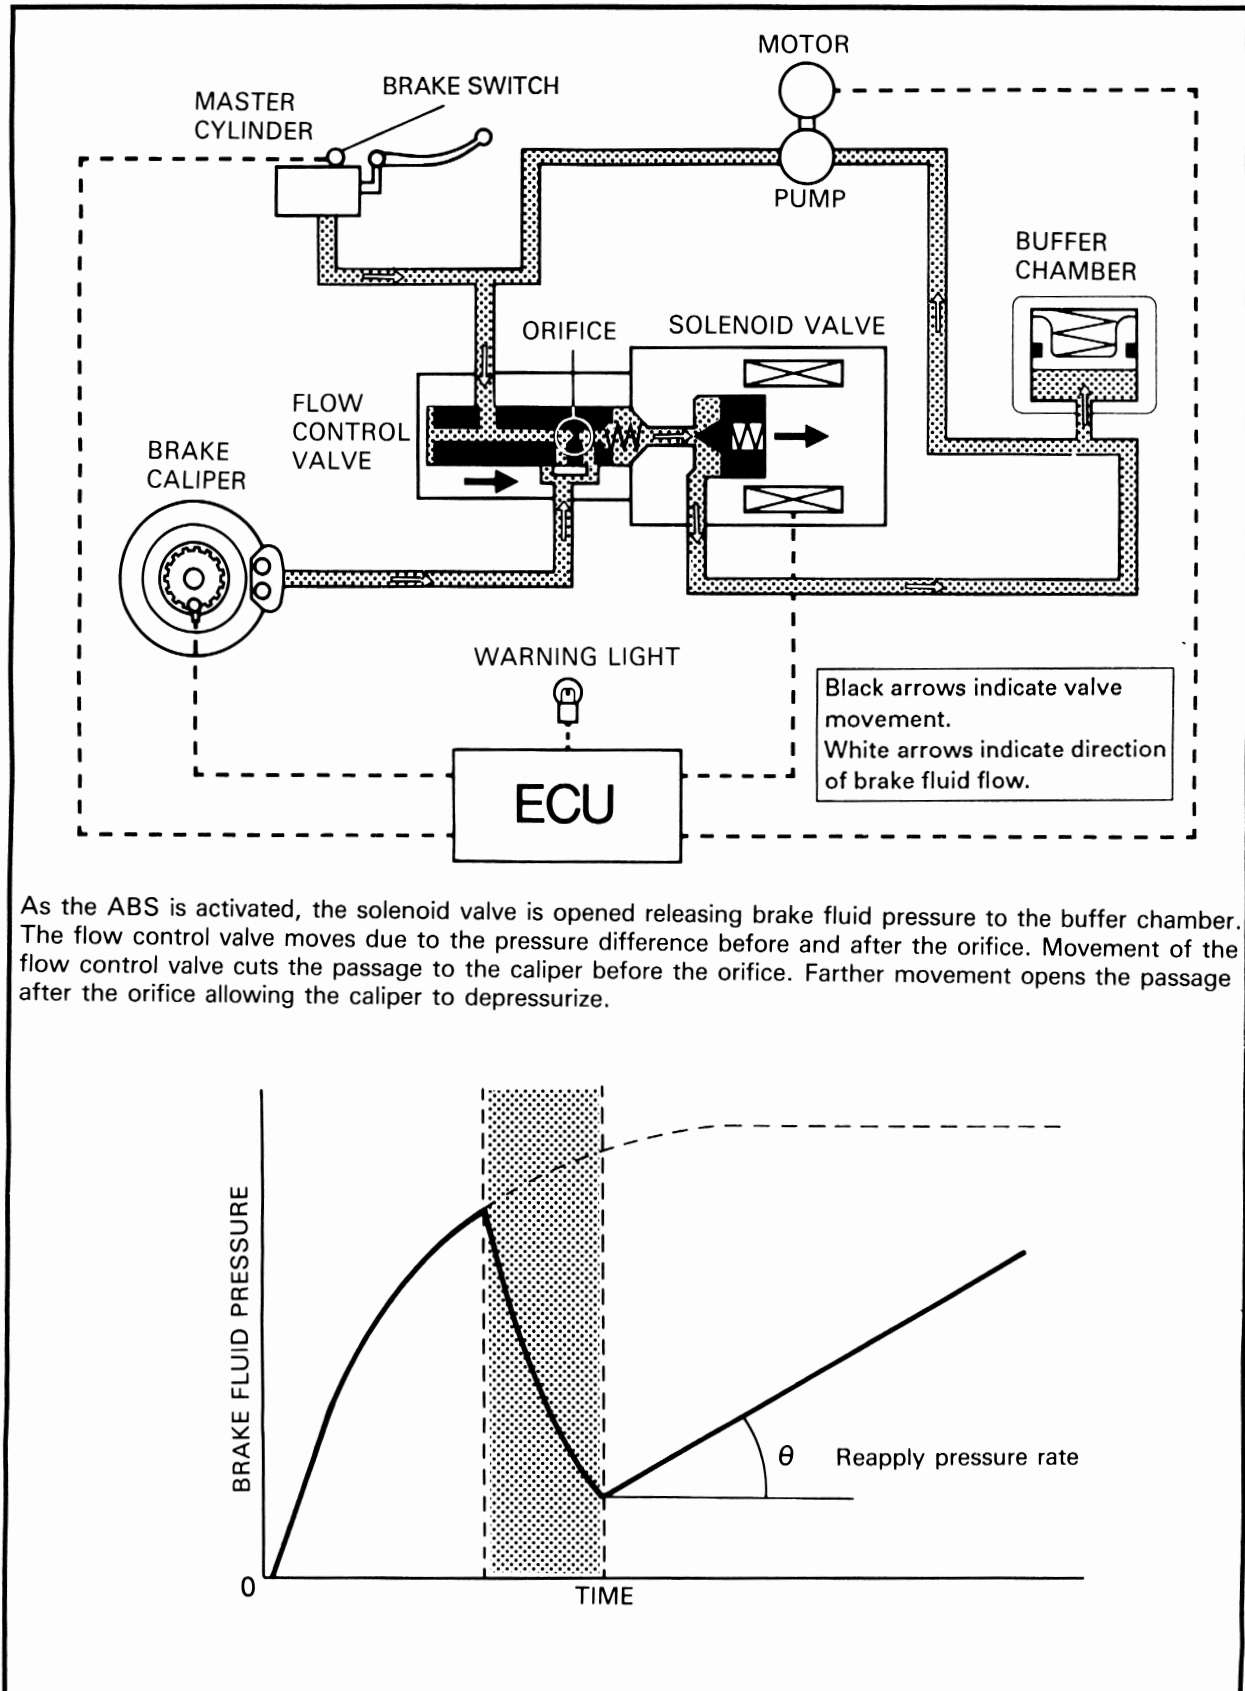 MOTOR
BRAKE SWITCH
MASTER
CYLINDER
PUMP
BUFFER
CHAMBER
ORIFICE
SOLENOID VALVE
FLOW
CONTROL
VALVE
BRAKE
CALIPER
WARNING LIGHT
Black arrows indicate valve
movement.
White arrows indicate direction
of brake fluid flow.
ECU
As the ABS is activated, the solenoid valve is opened releasing brake fluid pressure to the buffer chamber.
The flow control valve moves due to the pressure difference before and after the orifice. Movement of the
flow control valve cuts the passage to the caliper before the orifice. Farther movement opens the passage
after the orifice allowing the caliper to depressurize.
BRAKE FLUID PRESSURE
θ Reapply pressure rate
0
TIME